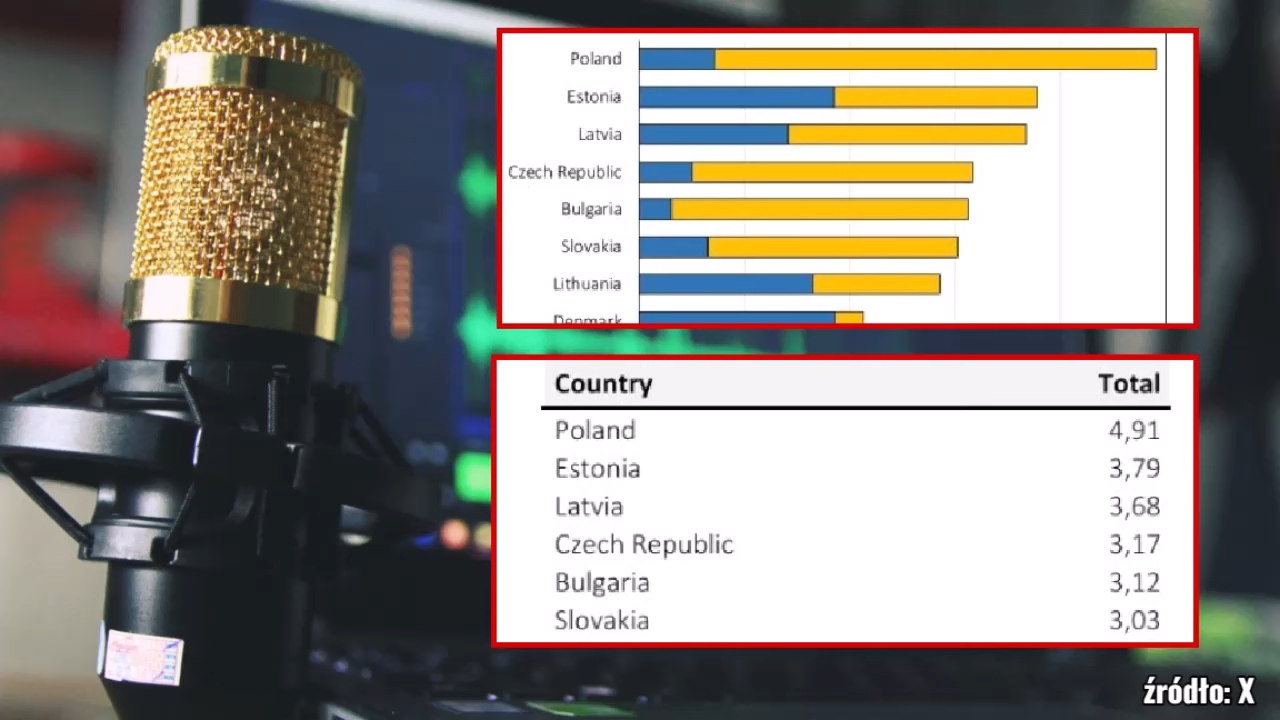 Poland
Estonia
Latvia
Czech Republic
Bulgaria
Slovakia
Lithuania
Denmark
Country Total
Poland 4,91
Estonia 3,79
Latvia 3,68
Czech Republic 3,17
Bulgaria 3,12
Slovakia 3,03
źródło: X